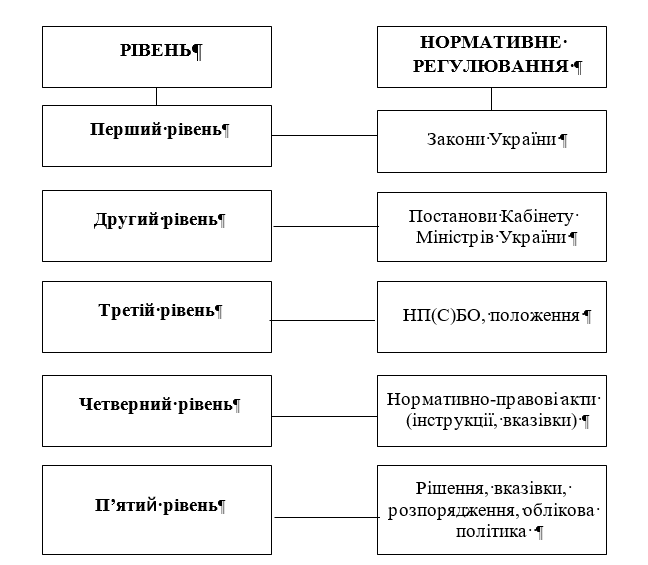 РІВЕНЬ¶
НОРМАТИВНЕ·
РЕГУЛЮВАННЯ·¶
Перший·рівень¶
Закони·України·¶
Другий·рівень¶
Постанови·Кабінету·
Міністрів·України·¶
Третій·рівень¶
НП(С)БО,·положення·¶
Четверний·рівень¶
Нормативно-правові·акти·
(інструкції,·вказівки)·¶
П’ятий·рівень¶
Рішення,·вказівки,·
розпорядження,·облікова·
політика·¶